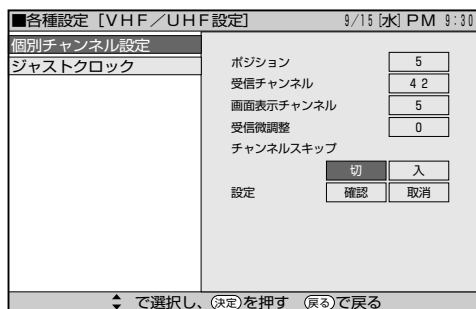 ■各種設定［VHF／UHF設定］ 9/15[水]PM 9:30
個別チャンネル設定
ジャストクロック
ポジション 5
受信チャンネル 42
画面表示チャンネル 5
受信微調整 0
チャンネルスキップ
切 入
設定 確認 取消
で選択し、決定を押す 戻るで戻る